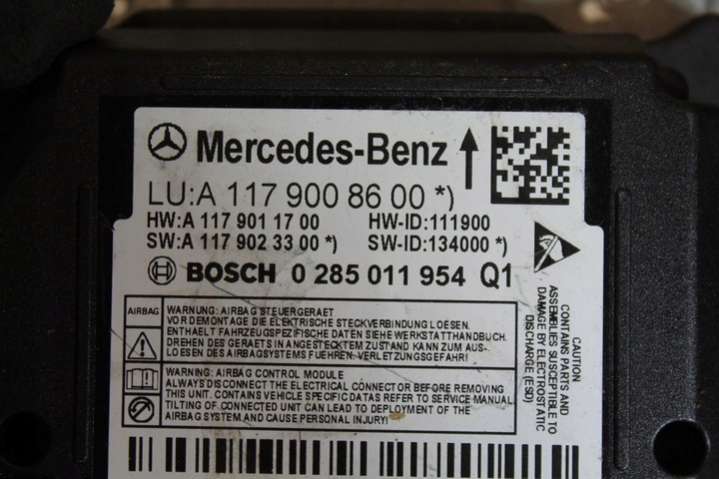 Mercedes-Benz
LU:A 117 900 86 00 *)
HW:A 117 901 17 00 HW-ID:111900
SW:A 117 902 33 00 *) SW-ID:134000 *)
BOSCH 0 285 011 954 Q1
AIRBAG
WARNUNG: AIRBAG STEUERGERAET
VOR DEMONTAGE DIE ELEKTRISCHE STECKVERBINDUNG LOESEN.
ENTHAELT FAHRZEUGSPEZIFISCHE DATEN SIEHE WERKSTATTHANDBUCH.
DREHEN DES GERAETS IN ANGESTECKTEM ZUSTAND KANN ZUM AUS-
LOESEN DES AIRBAGSYSTEMS FUEHREN. VERLETZUNGSGEFAHR!
WARNING: AIRBAG CONTROL MODULE
ALWAYS DISCONNECT THE ELECTRICAL CONNECTOR BEFORE REMOVING
THIS UNIT. CONTAINS VEHICLE SPECIFIC DATAS REFER TO SERVICE MANUAL
TILTING OF CONNECTED UNIT CAN LEAD TO DEPLOYMENT OF THE
AIRBAG SYSTEM AND CAUSE PERSONAL INJURY!
CAUTION
CONTAINS PARTS AND
ASSEMBLIES SUSCEPTIBLE TO
DAMAGE BY ELECTROSTATIC
DISCHARGE (ESD)